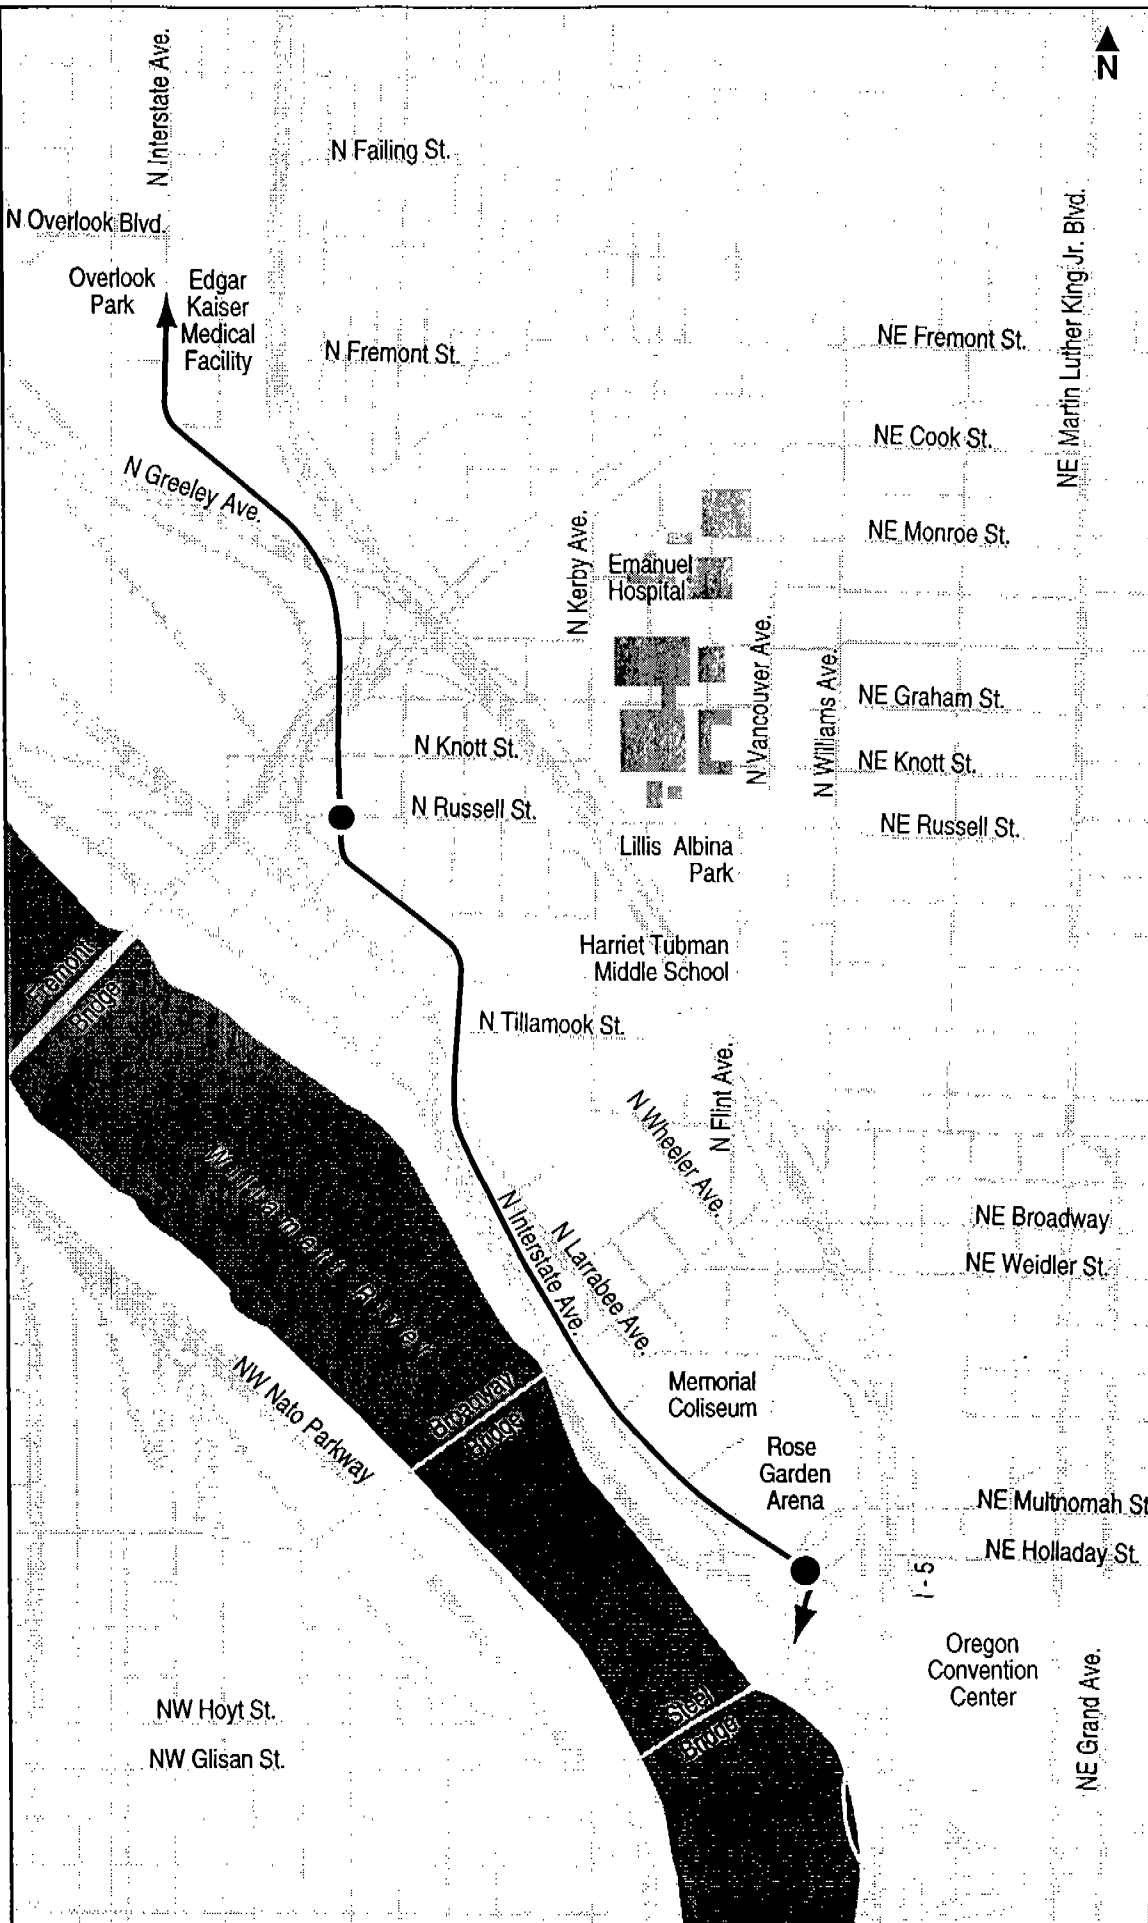 N
N Interstate Ave.
N Failing St.
N Overlook Blvd.
Overlook
Park
Edgar
Kaiser
Medical
Facility
N Fremont St.
NE Fremont St.
NE Martin Luther King Jr. Blvd.
NE Cook St.
N Greeley Ave.
NE Monroe St.
N Kerby Ave.
Emanuel
Hospital
N Vancouver Ave.
N Williams Ave.
NE Graham St.
N Knott St.
NE Knott St.
N Russell St.
NE Russell St.
Lillis Albina
Park
Harriet Tubman
Middle School
Fremont
Bridge
N Tillamook St.
N Flint Ave.
N Wheeler Ave.
Willamette River
N Interstate Ave.
N Larrabee Ave.
NE Broadway
NE Weidler St.
NW Nato Parkway
Broadway
Bridge
Memorial
Coliseum
Rose
Garden
Arena
NE Multnomah St
NE Holladay St.
I - 5
Oregon
Convention
Center
NE Grand Ave.
Steel
Bridge
NW Hoyt St.
NW Glisan St.